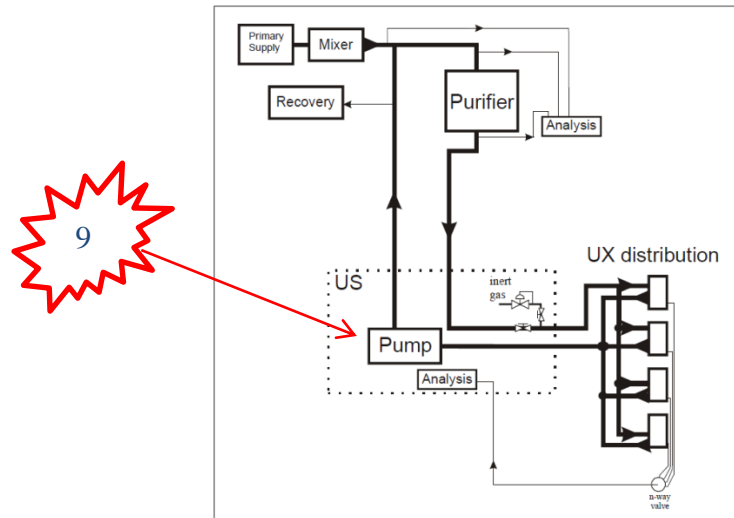 Primary
Supply
Mixer
Recovery
Purifier
Analysis
9
US
inert
gas
UX distribution
Pump
Analysis
n-way
valve